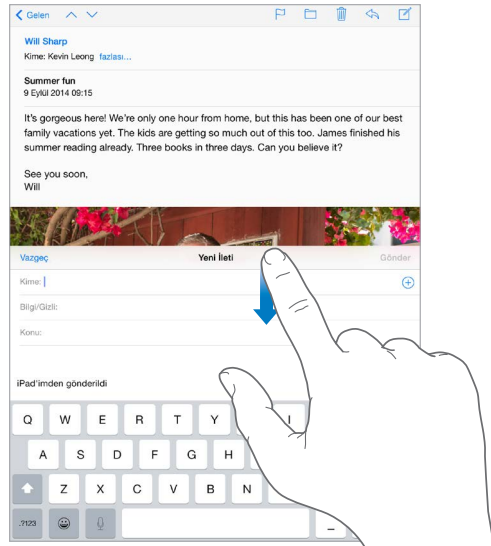 Gelen
Will Sharp
Kime: Kevin Leong fazlası...
Summer fun
9 Eylül 2014 09:15
It's gorgeous here! We're only one hour from home, but this has been one of our best
family vacations yet. The kids are getting so much out of this too. James finished his
summer reading already. Three books in three days. Can you believe it?
See you soon,
Will
Vazgeç Yeni İleti Gönder
Kime:
Bilgi/Gizli:
Konu:
iPad'imden gönderildi
Q W E R T Y I
A S D F G H
Z X C V B N
.?123